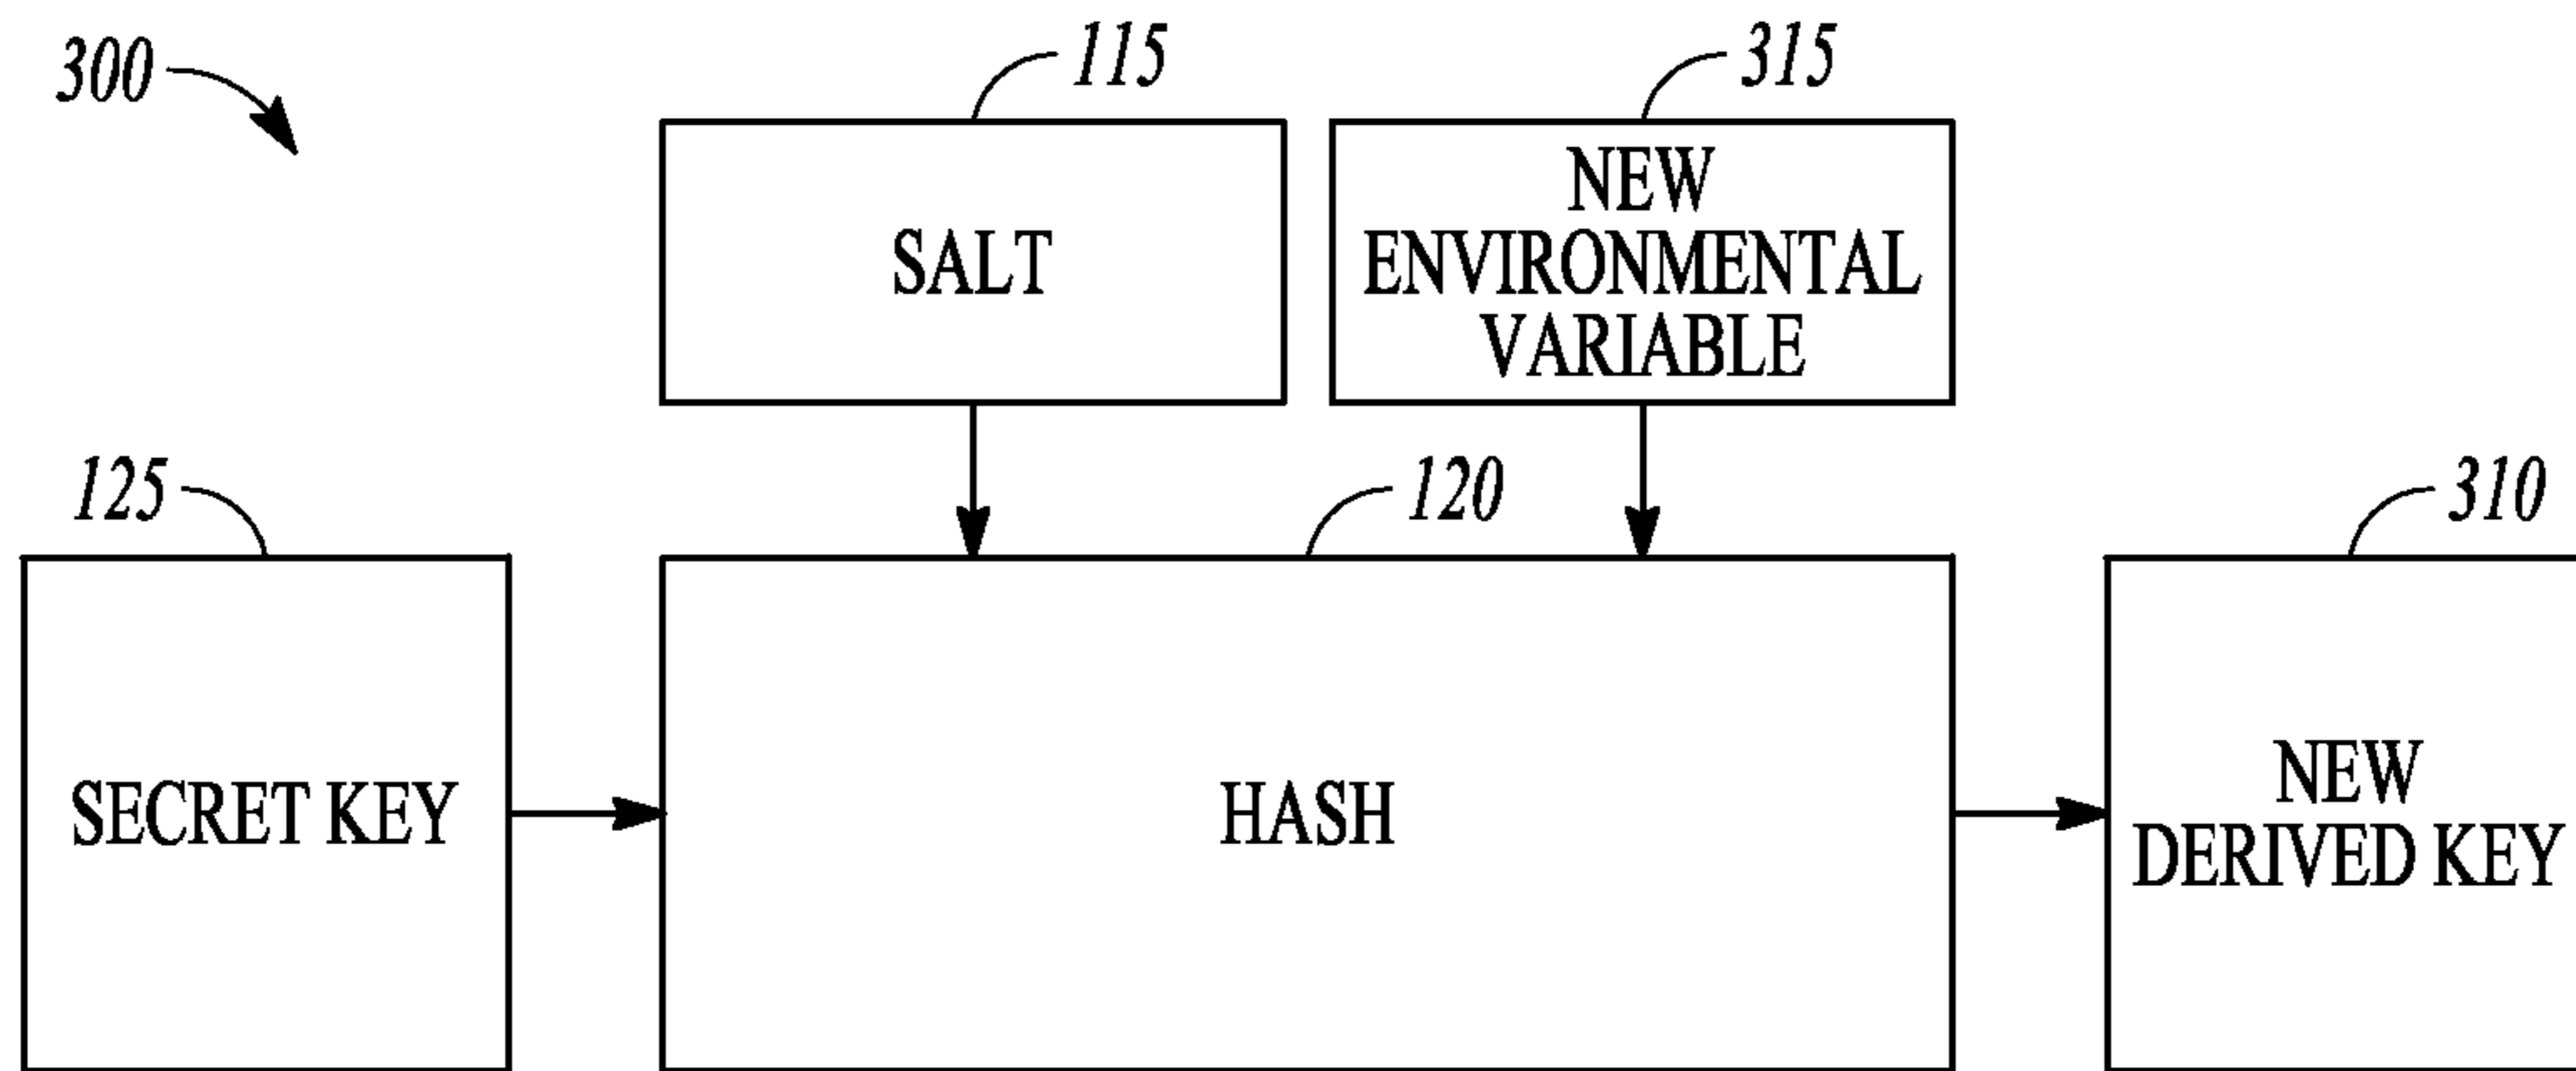 300
115
315
SALT
NEW
ENVIRONMENTAL
VARIABLE
125
120
310
SECRET KEY
HASH
NEW
DERIVED KEY